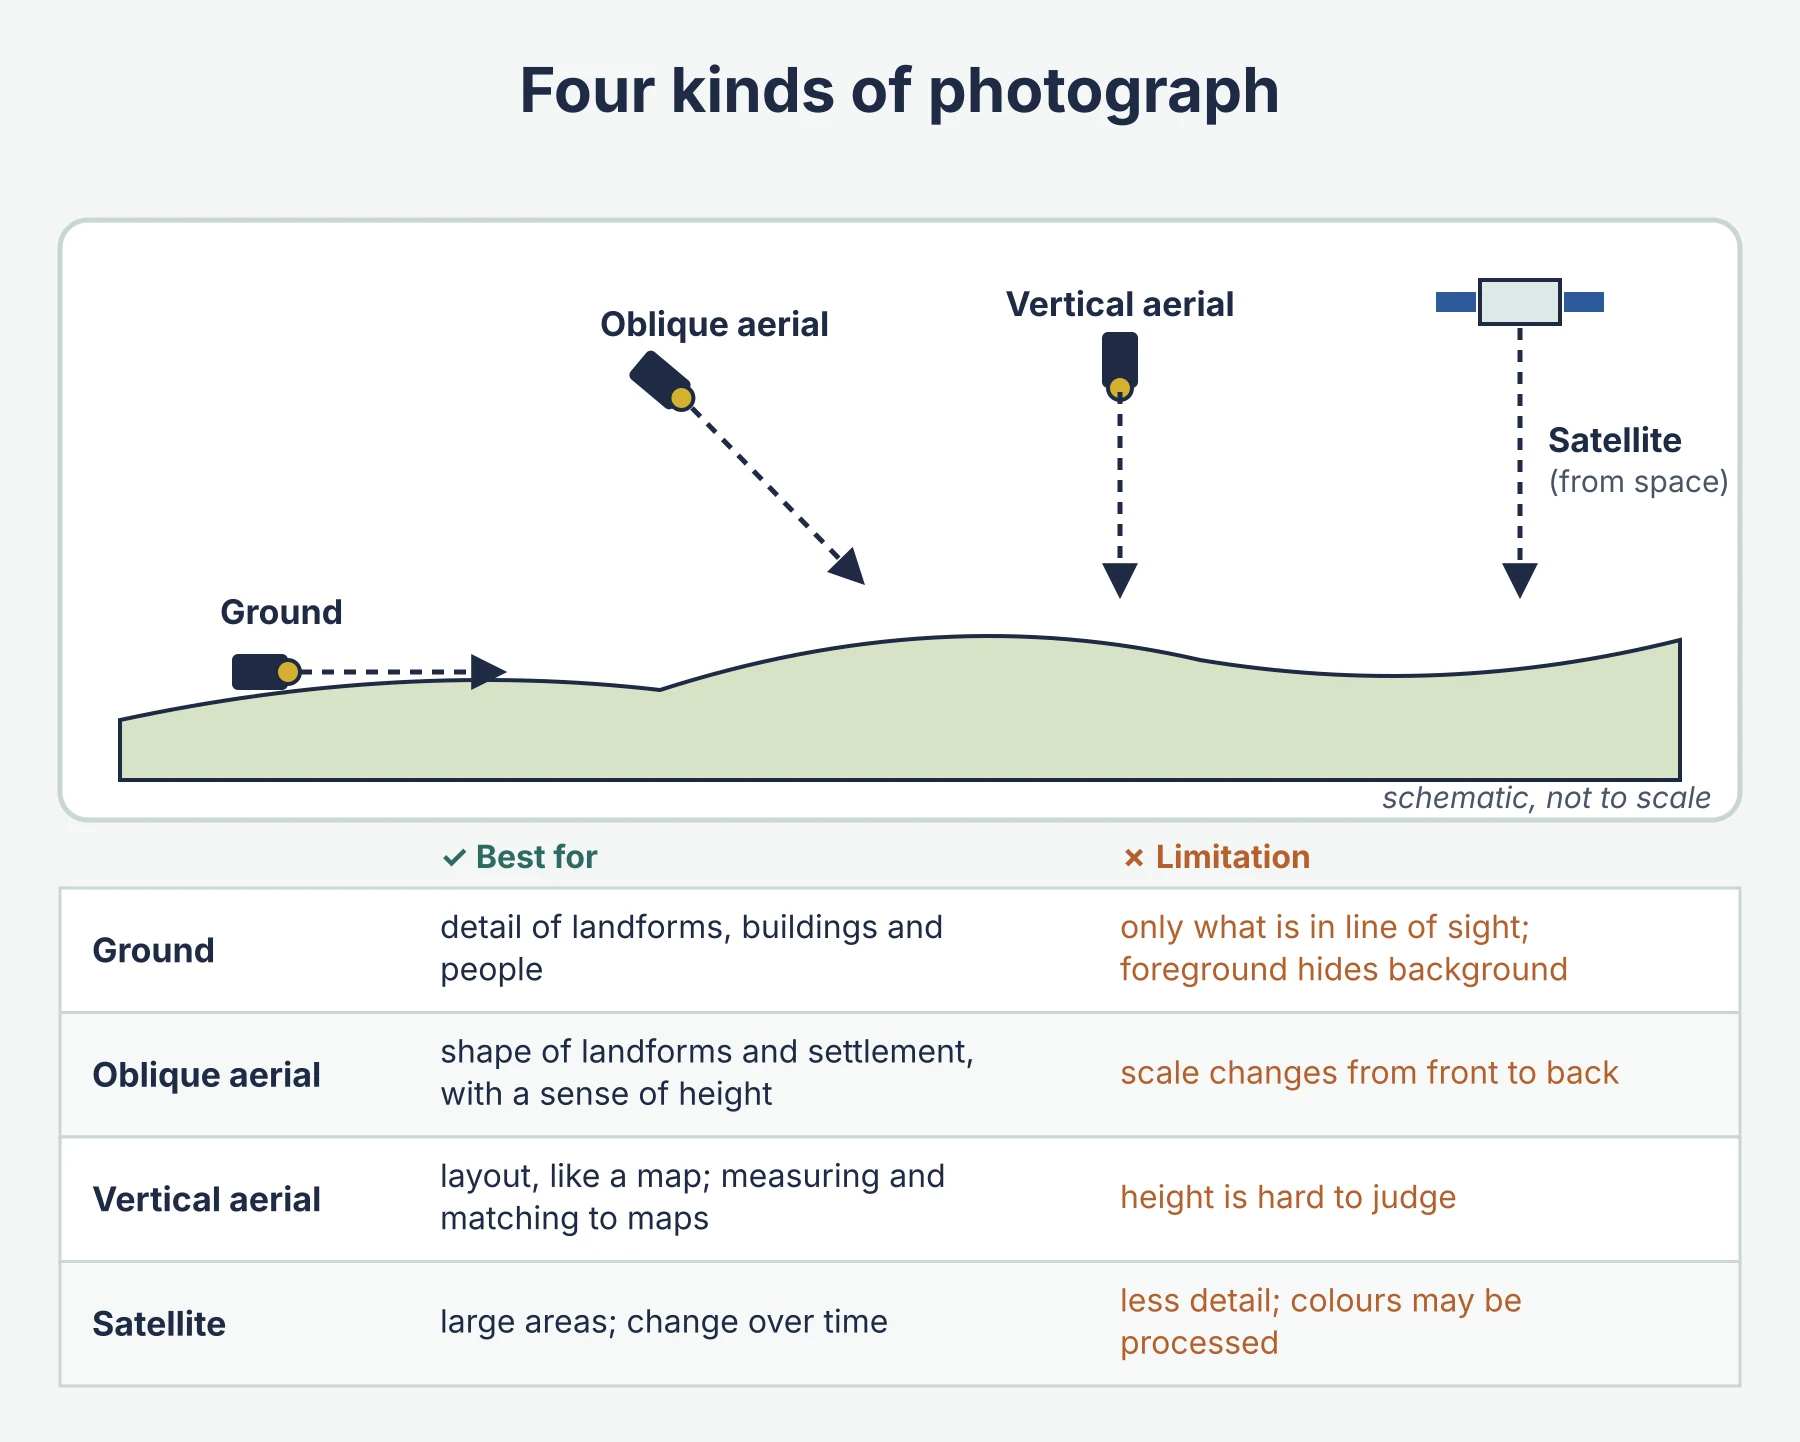 Four kinds of photograph
Oblique aerial
Vertical aerial
Satellite
(from space)
Ground
schematic, not to scale
✓ Best for
× Limitation
Ground
detail of landforms, buildings and
people
only what is in line of sight;
foreground hides background
Oblique aerial
shape of landforms and settlement,
with a sense of height
scale changes from front to back
Vertical aerial
layout, like a map; measuring and
matching to maps
height is hard to judge
Satellite
large areas; change over time
less detail; colours may be
processed